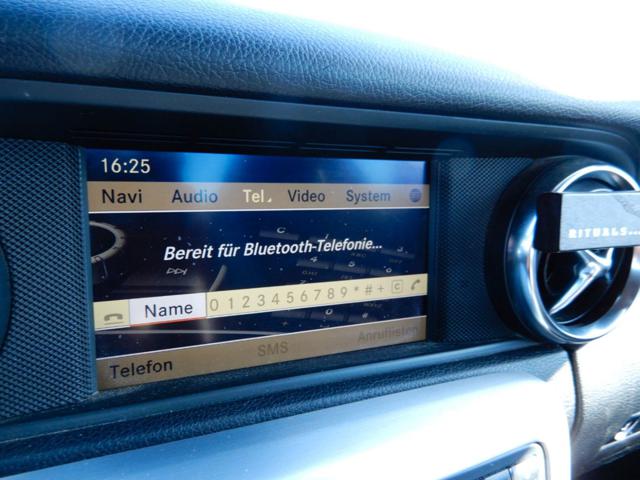 16:25
Navi Audio Tel Video System
Bereit für Bluetooth-Telefonie...
Name 0 1 2 3 4 5 6 7 8 9 * # + C
Telefon SMS Anruflisten
RITUALS...